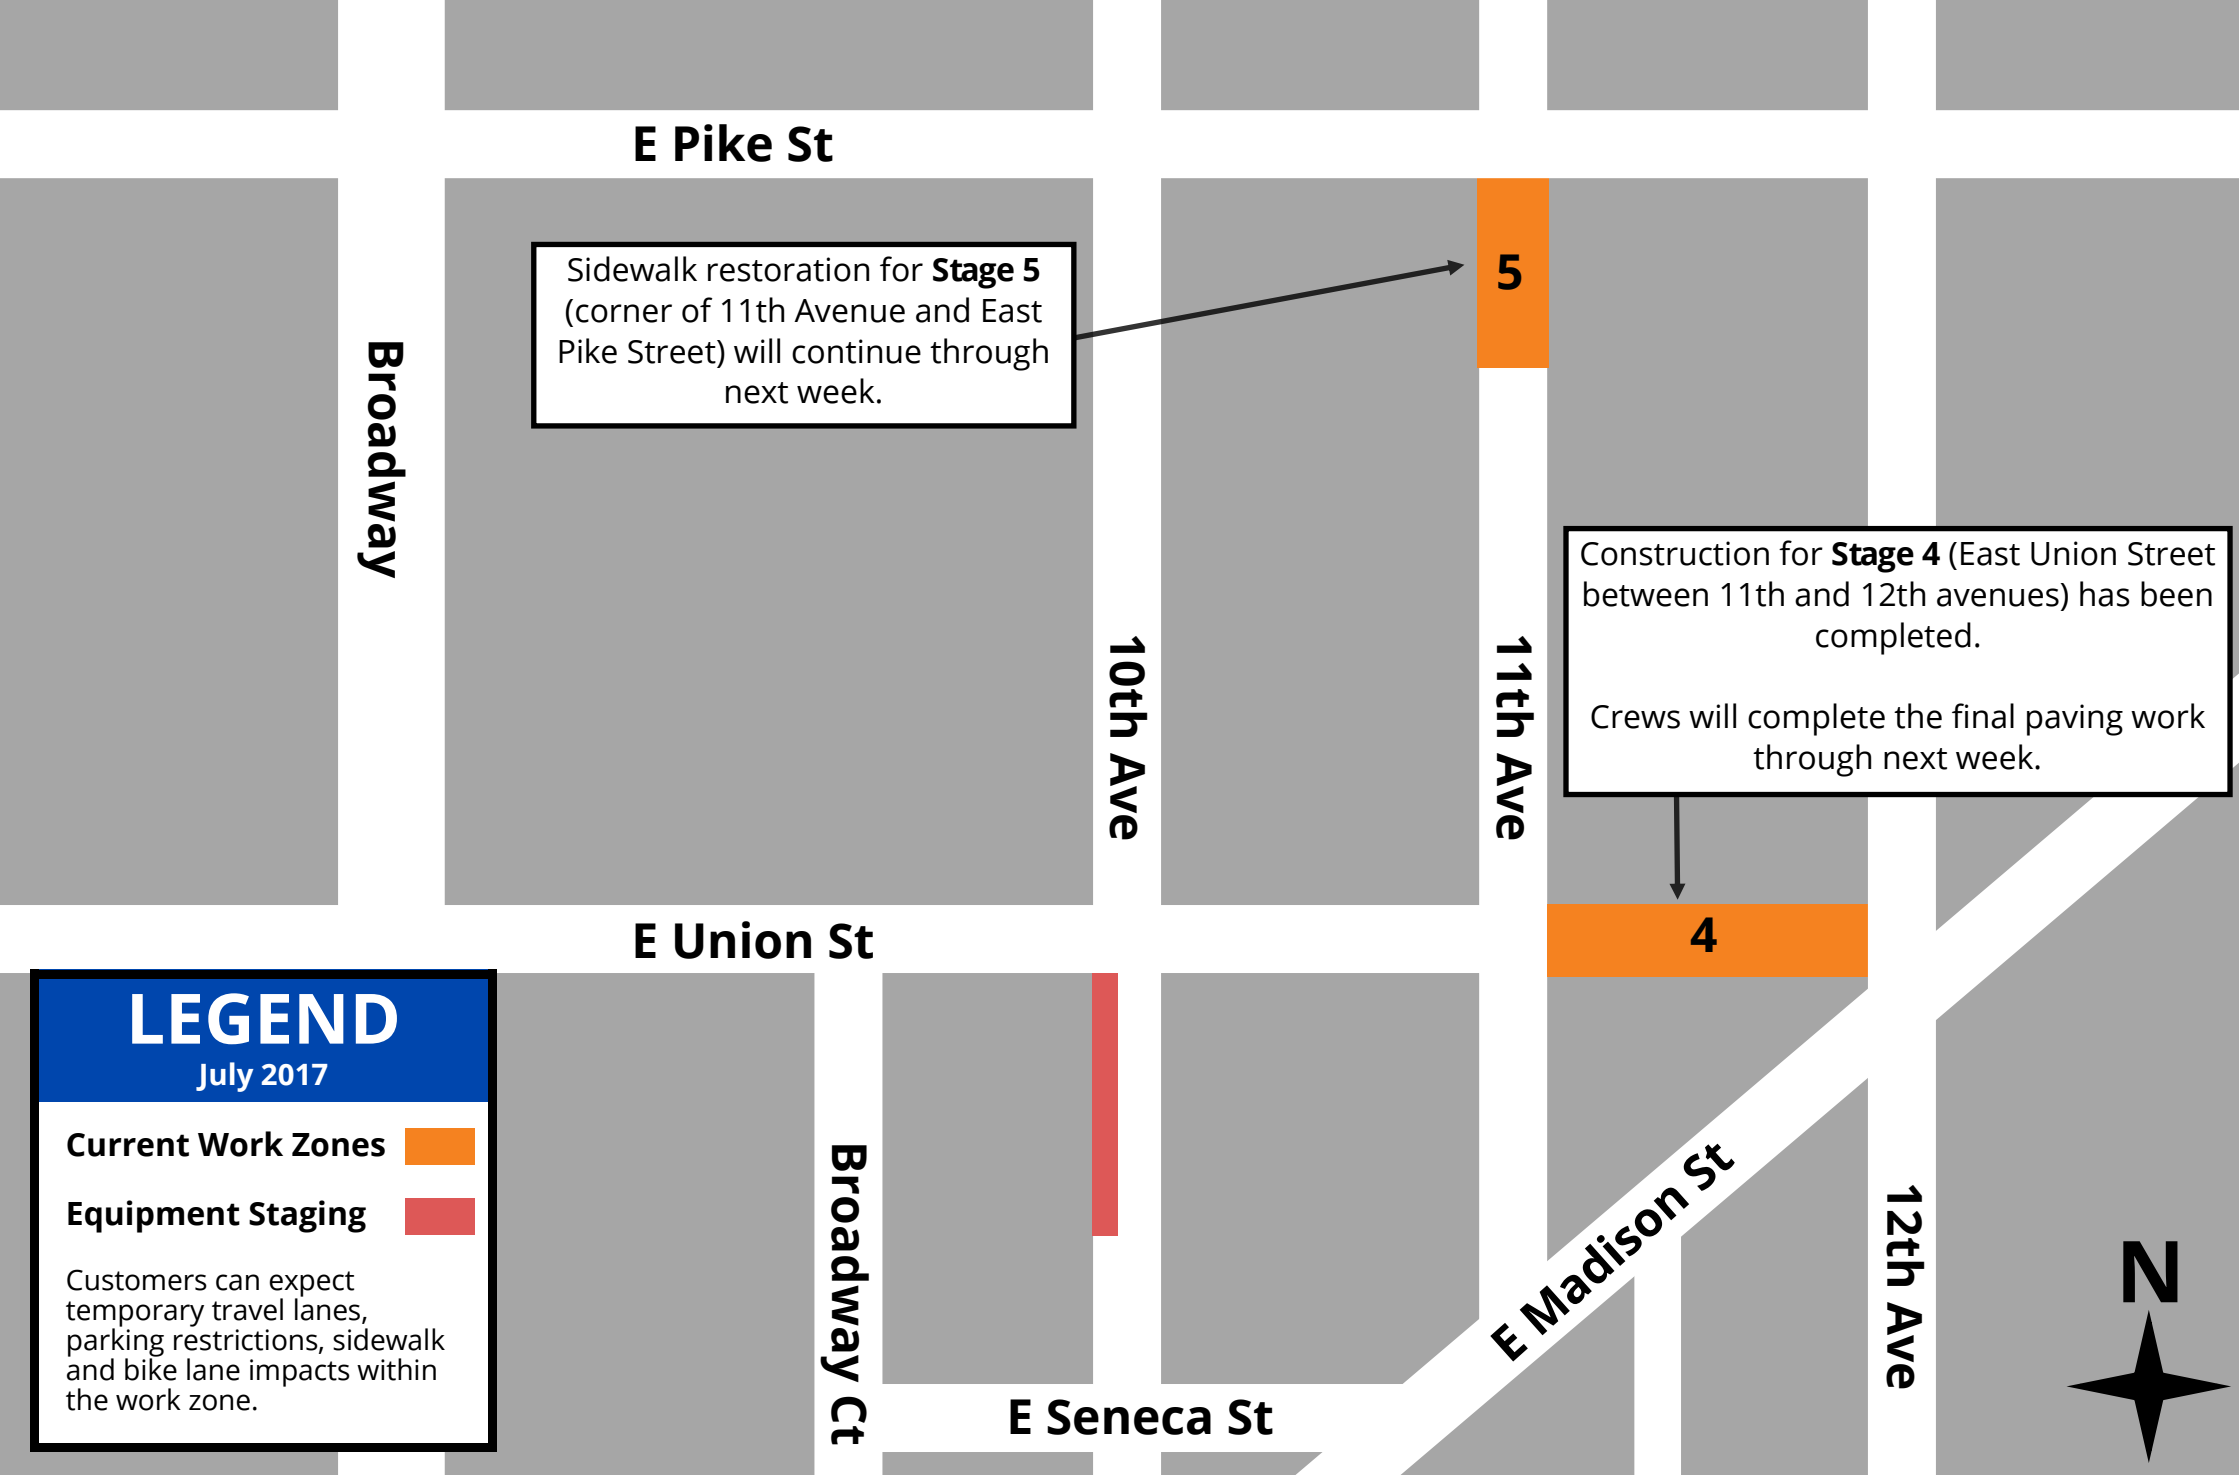 E Pike St
Sidewalk restoration for Stage 5
(corner of 11th Avenue and East
Pike Street) will continue through
next week.
5
Broadway
10th Ave
11th Ave
Construction for Stage 4 (East Union Street
between 11th and 12th avenues) has been
completed.
Crews will complete the final paving work
through next week.
E Union St
4
LEGEND
July 2017
Current Work Zones
Equipment Staging
Customers can expect
temporary travel lanes,
parking restrictions, sidewalk
and bike lane impacts within
the work zone.
Broadway Ct
E Seneca St
E Madison St
12th Ave
N